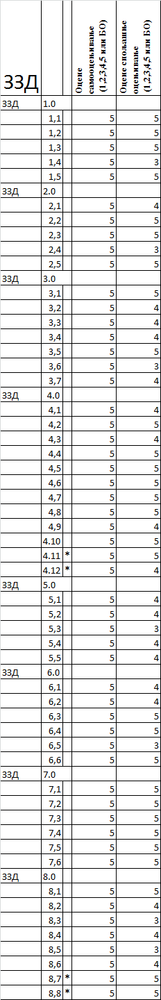 ЗЗД
Оцене самооцењивање (1,2,3,4,5 или БО)
Оцене спољашње оцењивање (1,2,3,4,5 или БО)
ЗЗД 1.0
1,1 5 5
1,2 5 5
1,3 5 5
1,4 5 3
1,5 5 5
ЗЗД 2.0
2,1 5 4
2,2 5 5
2,3 5 5
2,4 5 3
2,5 5 5
ЗЗД 3.0
3,1 5 5
3,2 5 4
3,3 5 4
3,4 5 4
3,5 5 5
3,6 5 3
3,7 5 4
ЗЗД 4.0
4,1 5 4
4,2 5 5
4,3 5 4
4,4 5 5
4,5 5 5
4,6 5 5
4,7 5 5
4,8 5 5
4,9 5 4
4.10 5 5
4.11 * 5 5
4.12 * 5 4
ЗЗД 5.0
5,1 5 4
5,2 5 4
5,3 5 3
5,4 5 4
5,5 5 4
ЗЗД 6.0
6,1 5 4
6,2 5 4
6,3 5 5
6,4 5 5
6,5 5 3
6,6 5 5
ЗЗД 7.0
7,1 5 5
7,2 5 5
7,3 5 5
7,4 5 5
7,5 5 5
7,6 5 5
ЗЗД 8.0
8,1 5 5
8,2 5 4
8,3 5 3
8,4 5 4
8,5 5 3
8,6 5 4
8,7 * 5 5
8,8 * 5 5